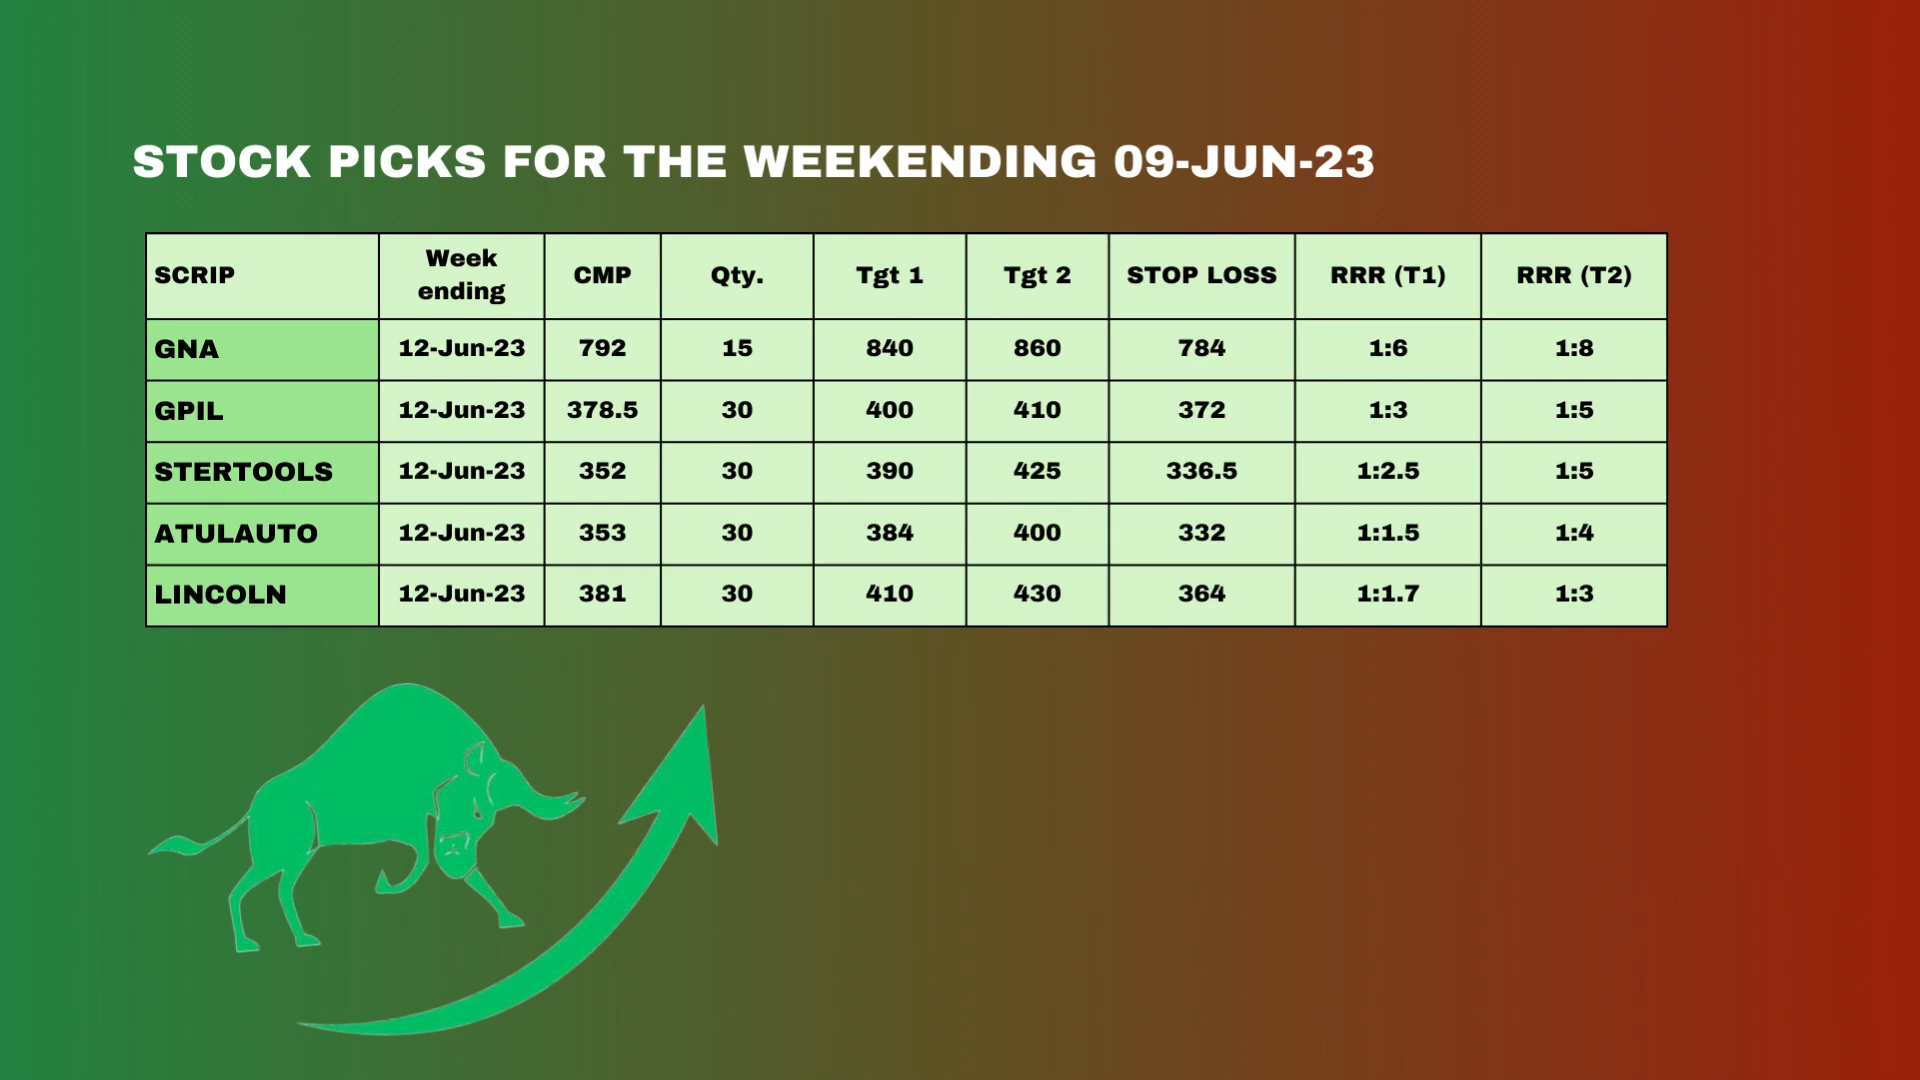 STOCK PICKS FOR THE WEEKENDING 09-JUN-23
SCRIP Week ending CMP Qty. Tgt 1 Tgt 2 STOP LOSS RRR (T1) RRR (T2)
GNA 12-Jun-23 792 15 840 860 784 1:6 1:8
GPIL 12-Jun-23 378.5 30 400 410 372 1:3 1:5
STERTOOLS 12-Jun-23 352 30 390 425 336.5 1:2.5 1:5
ATULAUTO 12-Jun-23 353 30 384 400 332 1:1.5 1:4
LINCOLN 12-Jun-23 381 30 410 430 364 1:1.7 1:3